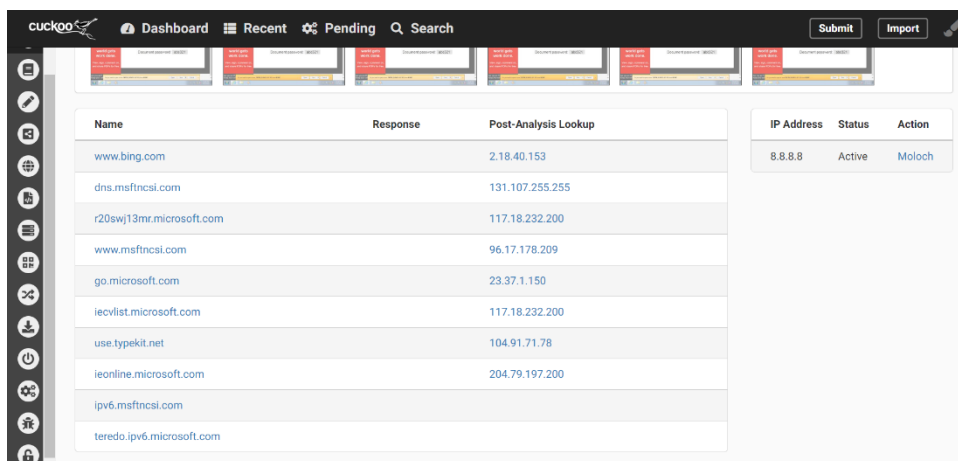 cuckoo Dashboard Recent Pending Search Submit Import
Name Response Post-Analysis Lookup
www.bing.com 2.18.40.153
dns.msftncsi.com 131.107.255.255
r20swj13mr.microsoft.com 117.18.232.200
www.msftncsi.com 96.17.178.209
go.microsoft.com 23.37.1.150
iecvlist.microsoft.com 117.18.232.200
use.typekit.net 104.91.71.78
ieonline.microsoft.com 204.79.197.200
ipv6.msftncsi.com
teredo.ipv6.microsoft.com
IP Address Status Action
8.8.8.8 Active Moloch